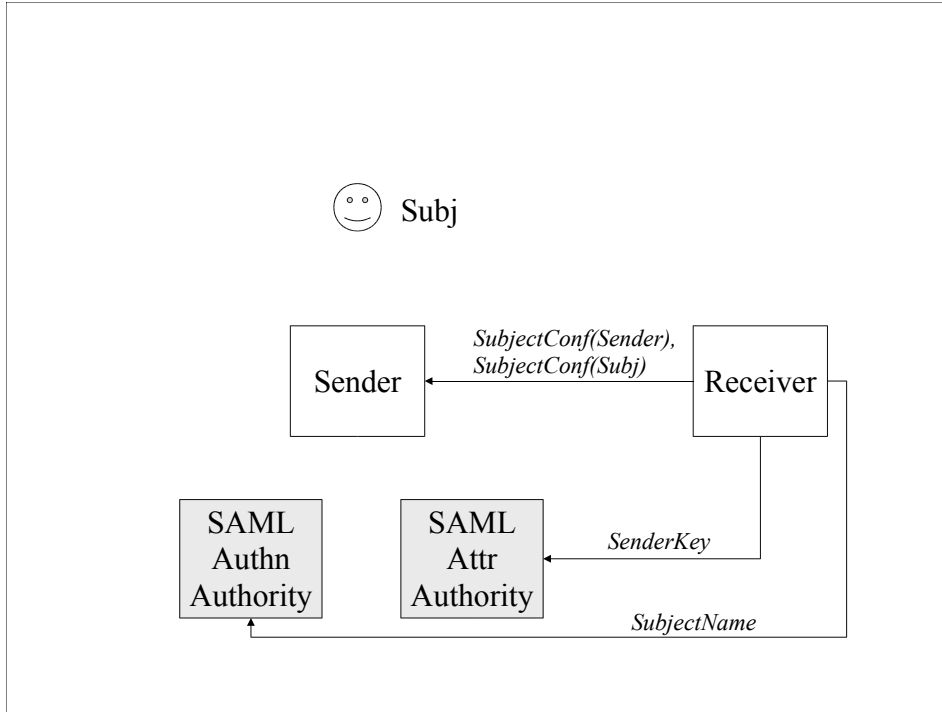 Subj
SubjectConf(Sender),
SubjectConf(Subj)
Sender
Receiver
SAML
Authn
Authority
SAML
Attr
Authority
SenderKey
SubjectName